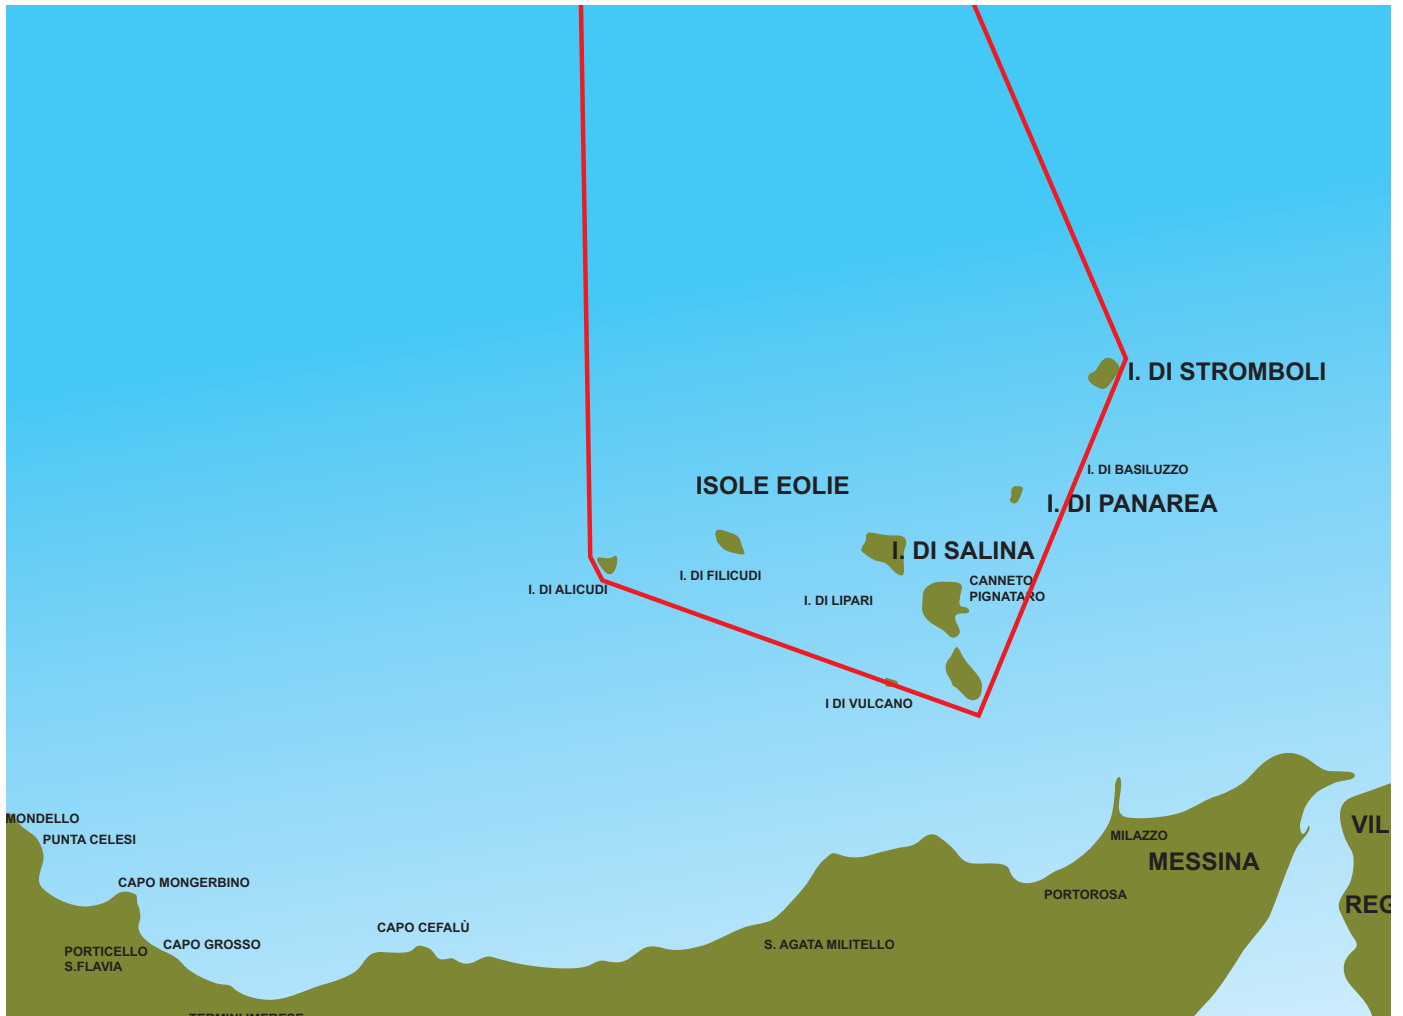 I. DI STROMBOLI
I. DI BASILUZZO
ISOLE EOLIE
I. DI PANAREA
I. DI SALINA
I. DI FILICUDI
CANNETO
PIGNATARO
I. DI ALICUDI
I. DI LIPARI
I DI VULCANO
MONDELLO
VIL
MILAZZO
PUNTA CELESI
MESSINA
CAPO MONGERBINO
PORTOROSA
REG
CAPO CEFALÙ
CAPO GROSSO
S. AGATA MILITELLO
PORTICELLO
S.FLAVIA
TERMINI IMERESE